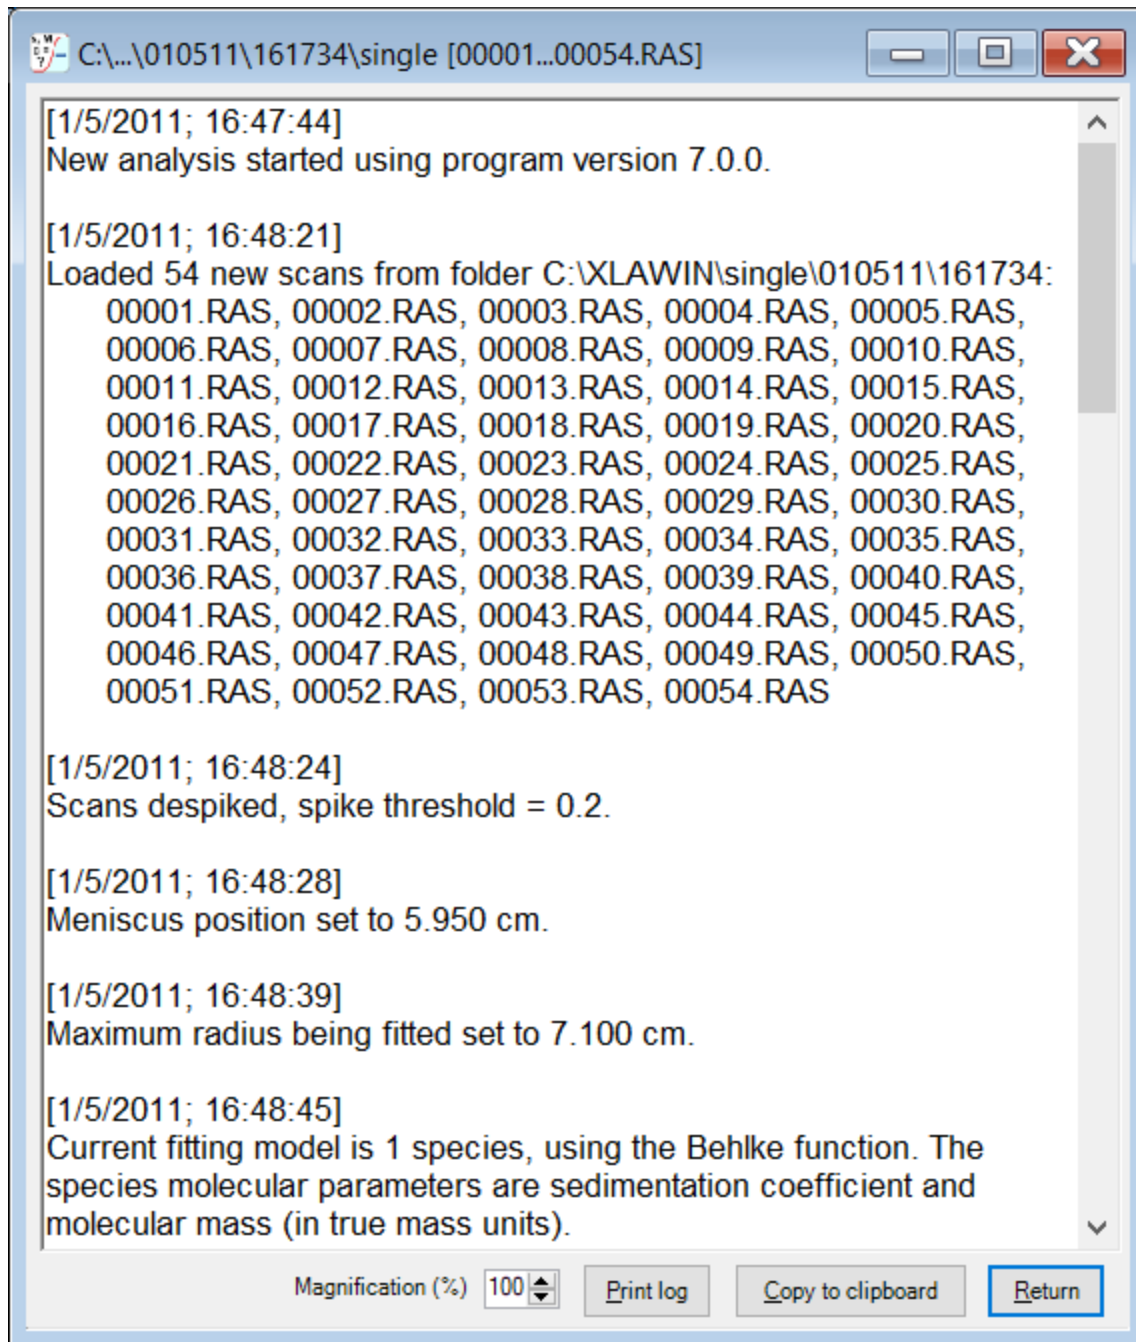 C:\...\010511\161734\single [00001...00054.RAS]
[1/5/2011; 16:47:44]
New analysis started using program version 7.0.0.
[1/5/2011; 16:48:21]
Loaded 54 new scans from folder C:\XLAWIN\single\010511\161734:
00001.RAS, 00002.RAS, 00003.RAS, 00004.RAS, 00005.RAS,
00006.RAS, 00007.RAS, 00008.RAS, 00009.RAS, 00010.RAS,
00011.RAS, 00012.RAS, 00013.RAS, 00014.RAS, 00015.RAS,
00016.RAS, 00017.RAS, 00018.RAS, 00019.RAS, 00020.RAS,
00021.RAS, 00022.RAS, 00023.RAS, 00024.RAS, 00025.RAS,
00026.RAS, 00027.RAS, 00028.RAS, 00029.RAS, 00030.RAS,
00031.RAS, 00032.RAS, 00033.RAS, 00034.RAS, 00035.RAS,
00036.RAS, 00037.RAS, 00038.RAS, 00039.RAS, 00040.RAS,
00041.RAS, 00042.RAS, 00043.RAS, 00044.RAS, 00045.RAS,
00046.RAS, 00047.RAS, 00048.RAS, 00049.RAS, 00050.RAS,
00051.RAS, 00052.RAS, 00053.RAS, 00054.RAS
[1/5/2011; 16:48:24]
Scans despiked, spike threshold = 0.2.
[1/5/2011; 16:48:28]
Meniscus position set to 5.950 cm.
[1/5/2011; 16:48:39]
Maximum radius being fitted set to 7.100 cm.
[1/5/2011; 16:48:45]
Current fitting model is 1 species, using the Behlke function. The
species molecular parameters are sedimentation coefficient and
molecular mass (in true mass units).
Magnification (%) 100 Print log Copy to clipboard Return